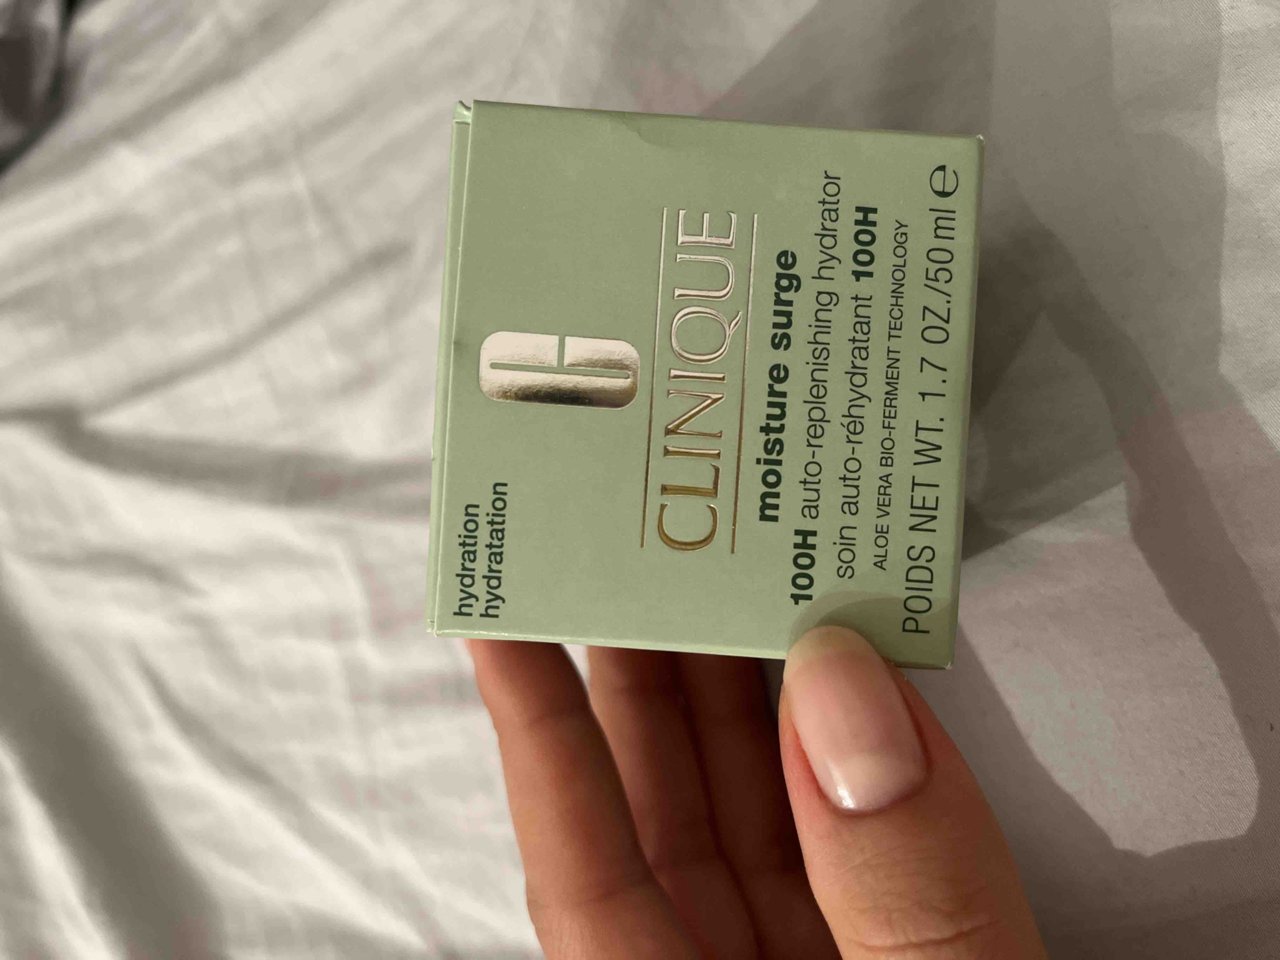 hydration
hydratation
CLINIQUE
moisture surge
100H auto-replenishing hydrator
soin auto-réhydratant 100H
ALOE VERA BIO-FERMENT TECHNOLOGY
POIDS NET WT. 1.7 OZ./50 ml ℮